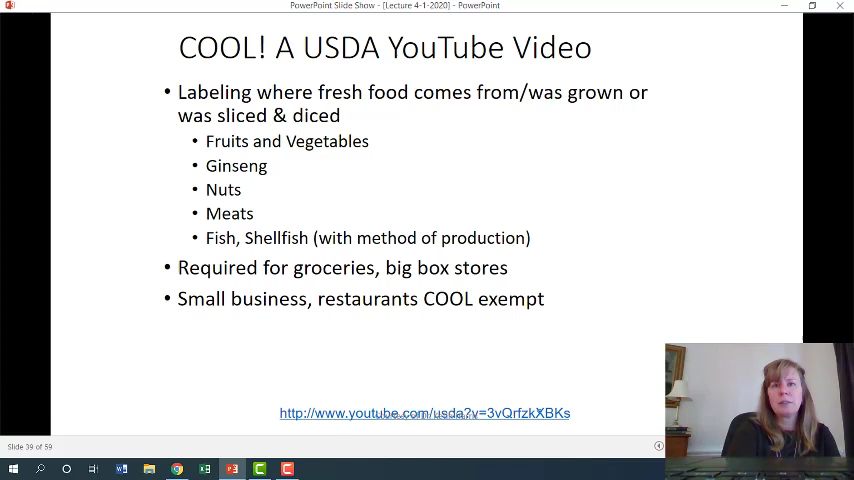 PowerPoint Slide Show - [Lecture 4-1-2020] - PowerPoint
COOL! A USDA YouTube Video
• Labeling where fresh food comes from/was grown or
was sliced & diced
• Fruits and Vegetables
• Ginseng
• Nuts
• Meats
• Fish, Shellfish (with method of production)
• Required for groceries, big box stores
• Small business, restaurants COOL exempt
http://www.youtube.com/usda?v=3vQrfzkXBKs
Slide 39 of 59